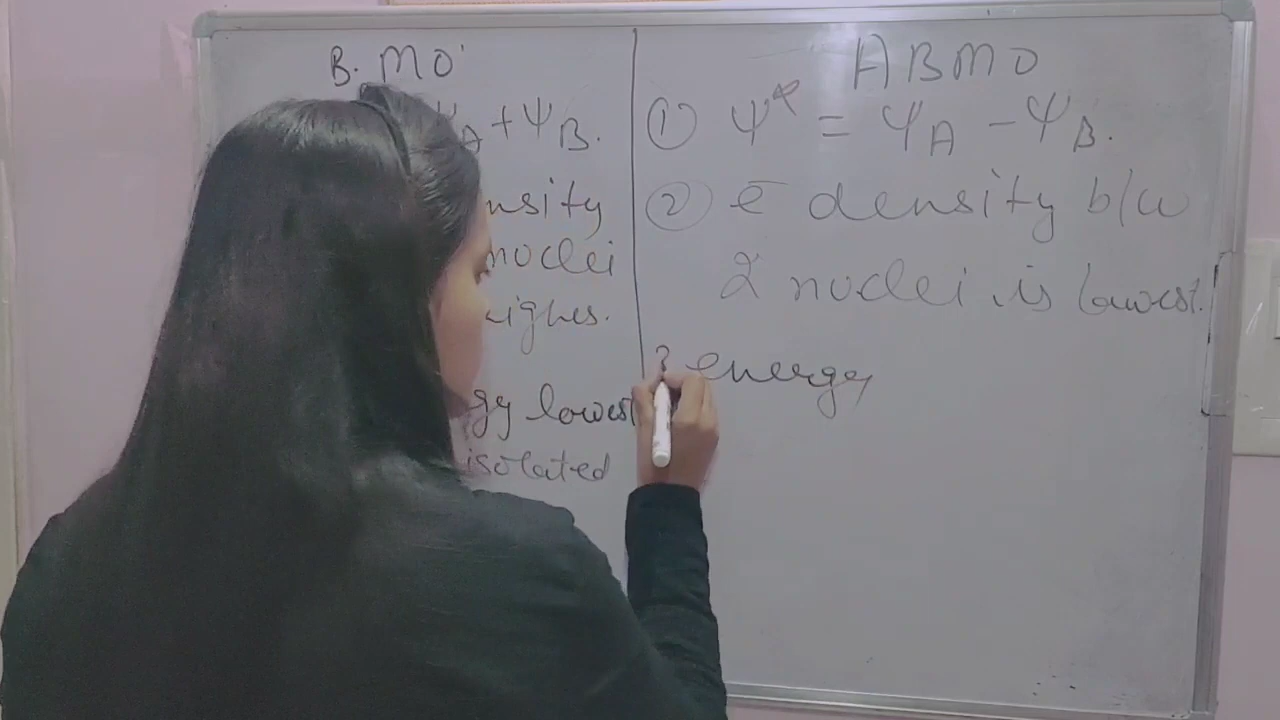 B. MO
ABMO
ψA + ψB.
nsity
nuclei
highes.
gy lowest
isolated
① ψ* = ψA - ψB.
② e̅ density b/w
2 nuclei is lowest.
3 energy